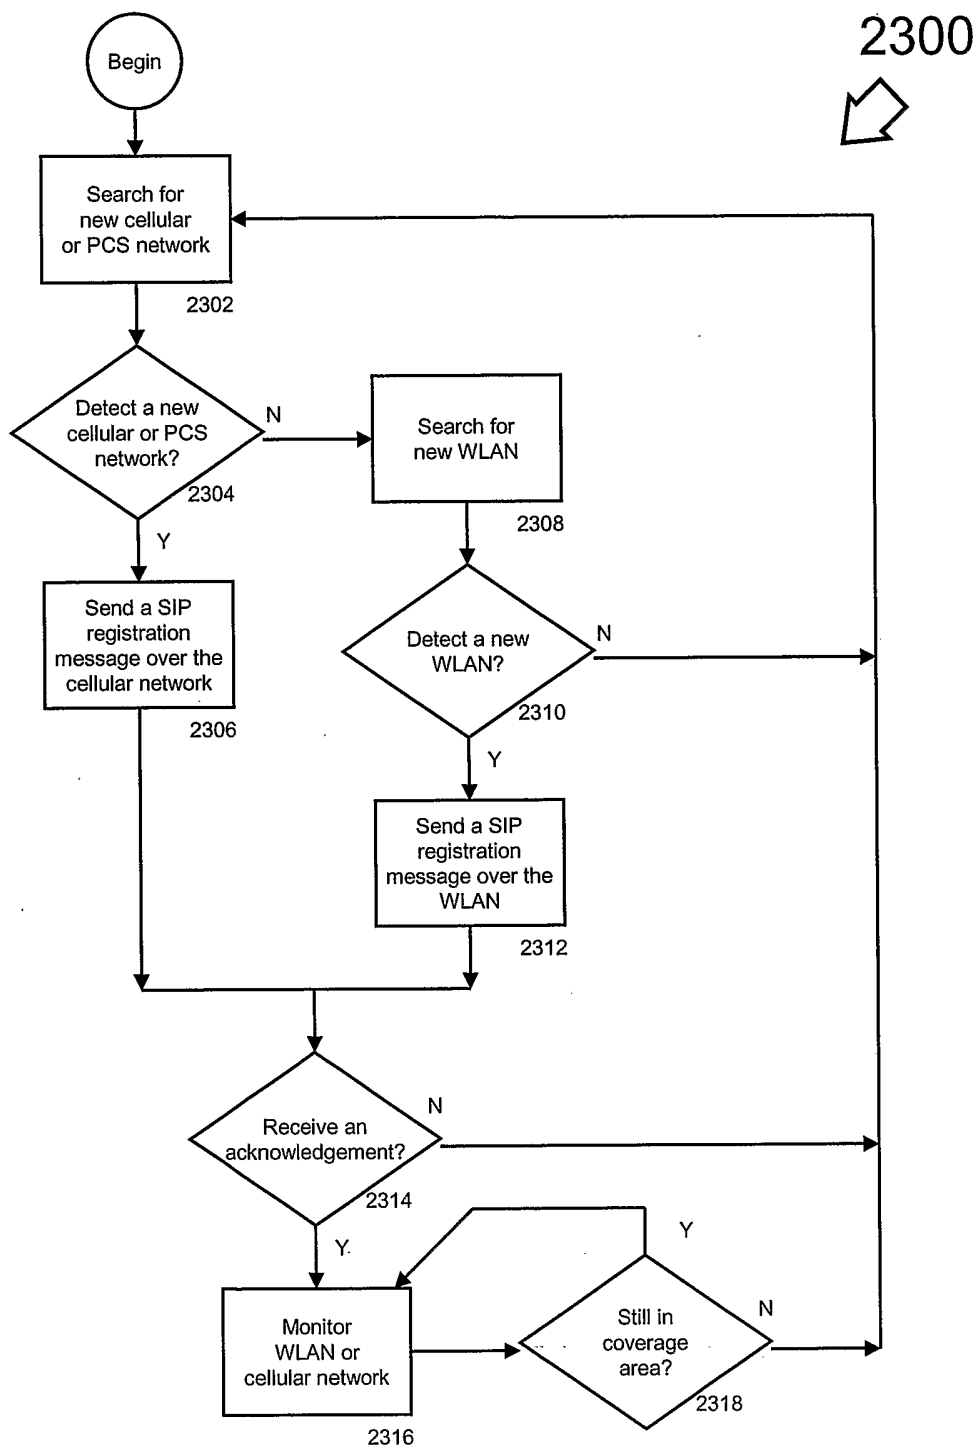 2300
Begin
Search for
new cellular
or PCS network
2302
Detect a new
cellular or PCS
network?
2304
N
Y
Search for
new WLAN
2308
Send a SIP
registration
message over the
cellular network
2306
Detect a new
WLAN?
2310
N
Y
Send a SIP
registration
message over the
WLAN
2312
Receive an
acknowledgement?
2314
N
Y
Monitor
WLAN or
cellular network
2316
Still in
coverage
area?
2318
Y
N